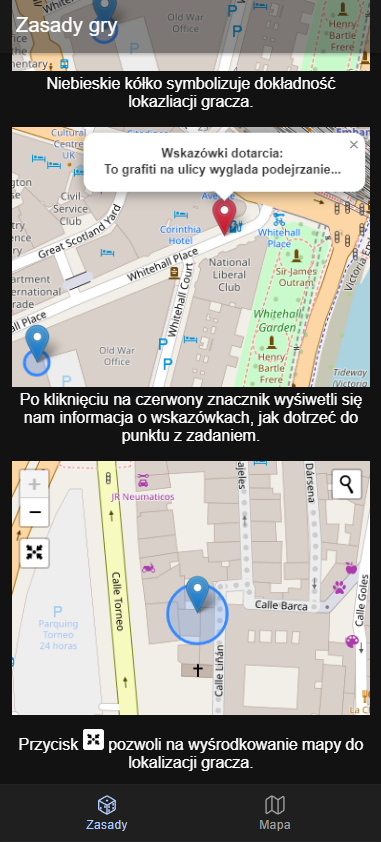 Zasady gry
Old War
Office
Henry
Bartle
Frere
Niebieskie kółko symbolizuje dokładność
lokazliacji gracza.
Cultural
Centre
UK
Wskazówki dotarcia:
To grafiti na ulicy wyglada podejrzanie...
×
Civil
Service
Club
Great Scotland Yard
Corinthia
Hotel
Whitehall
Place
Whitehall Place
National
Liberal
Club
Sir James
Outram
Whitehall Court
Whitehall
Garden
Henry
Bartle
Frere
Old War
Office
Tideway
(Victoria
Po kliknięciu na czerwony znacznik wyświetli się
nam informacja o wskazówkach, jak dotrzeć do
punktu z zadaniem.
+
−
JR Neumaticos
Dársena
Calle Torneo
Calle Barca
Calle Goles
Parquing
Torneo
24 horas
Calle Liñán
Przycisk pozwoli na wyśrodkowanie mapy do
lokalizacji gracza.
Zasady
Mapa